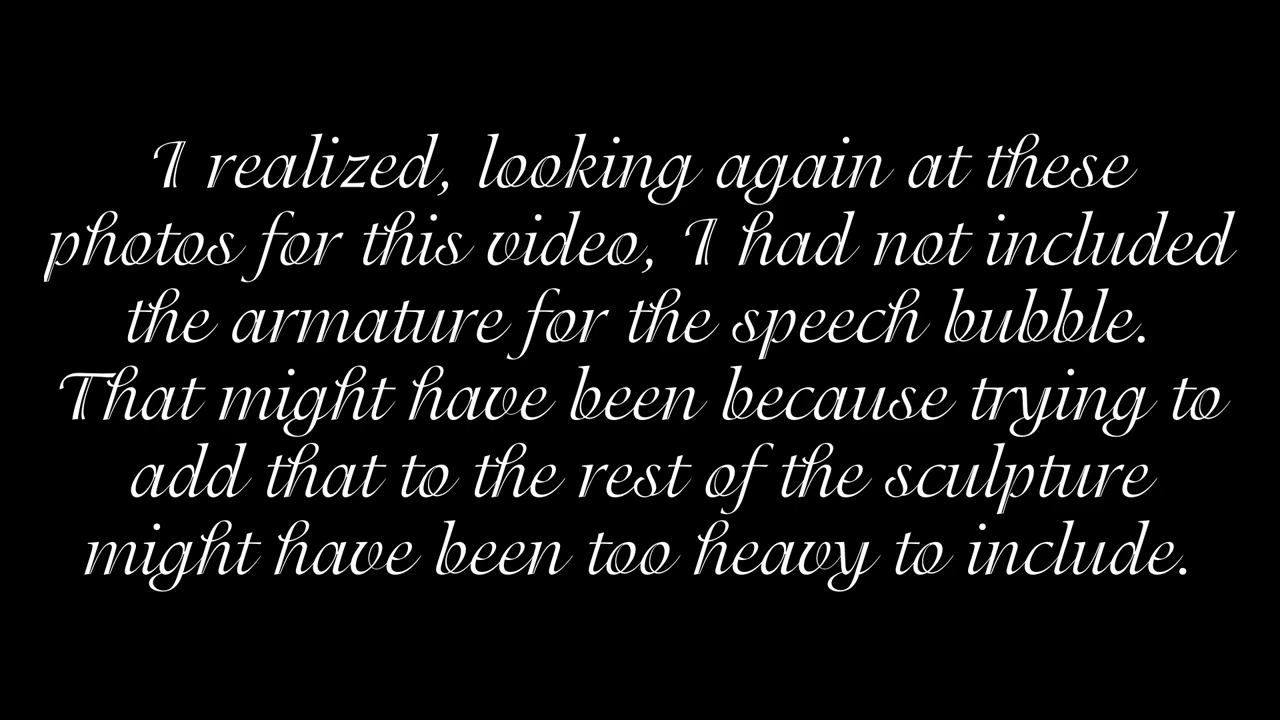 I realized, looking again at these
photos for this video, I had not included
the armature for the speech bubble.
That might have been because trying to
add that to the rest of the sculpture
might have been too heavy to include.